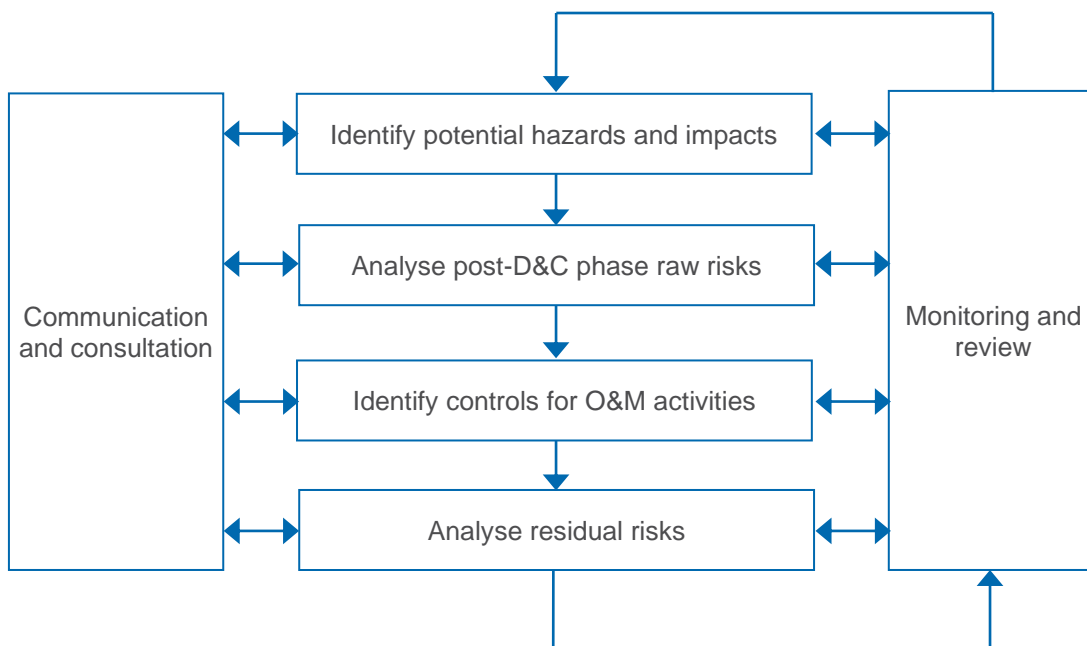 Identify potential hazards and impacts
Analyse post-D&C phase raw risks
Communication
and consultation
Monitoring and
review
Identify controls for O&M activities
Analyse residual risks